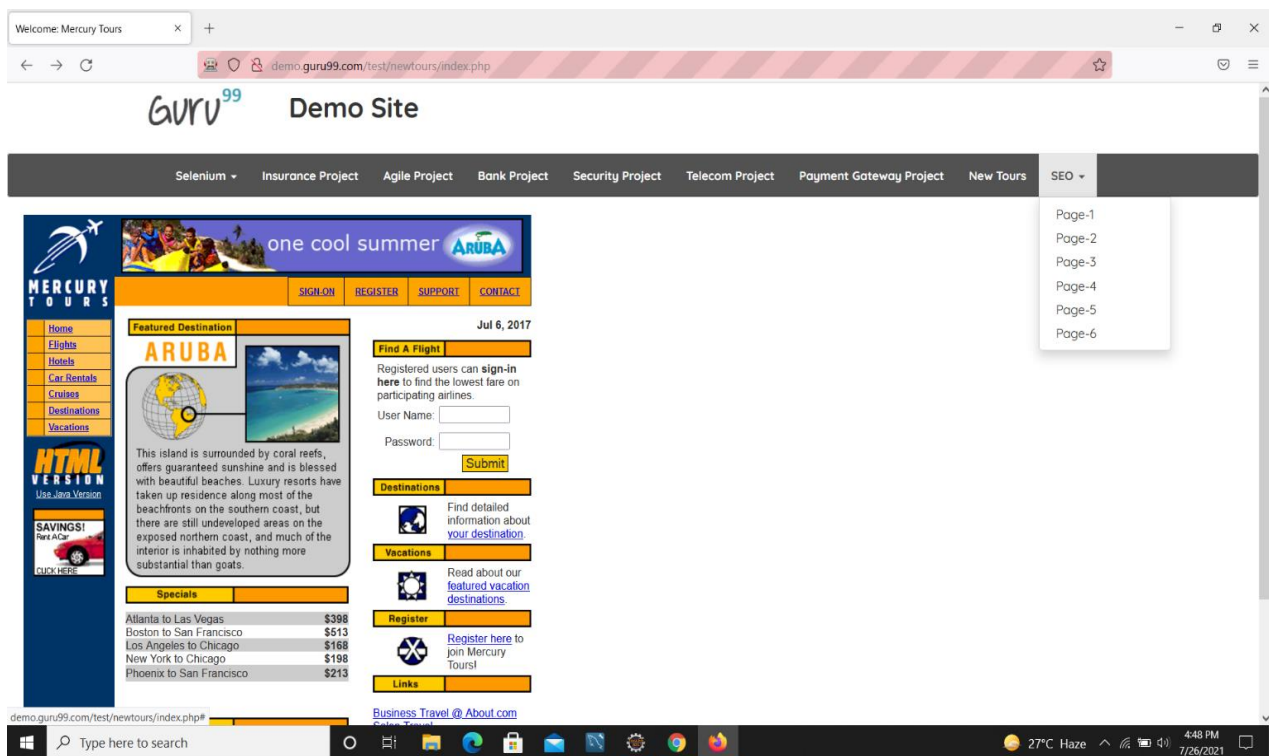 Welcome: Mercury Tours
demo.guru99.com/test/newtours/index.php
Guru99 Demo Site
Selenium Insurance Project Agile Project Bank Project Security Project Telecom Project Payment Gateway Project New Tours SEO
Page-1
Page-2
Page-3
Page-4
Page-5
Page-6
MERCURY
TOURS
one cool summer ARUBA
SIGN-ON REGISTER SUPPORT CONTACT
Home
Flights
Hotels
Car Rentals
Cruises
Destinations
Vacations
HTML
VERSION
Use Java Version
SAVINGS!
Rent A Car
CLICK HERE
Featured Destination
ARUBA
This island is surrounded by coral reefs,
offers guaranteed sunshine and is blessed
with beautiful beaches. Luxury resorts have
taken up residence along most of the
beachfronts on the southern coast, but
there are still undeveloped areas on the
exposed northern coast, and much of the
interior is inhabited by nothing more
substantial than goats.
Specials
Atlanta to Las Vegas $398
Boston to San Francisco $513
Los Angeles to Chicago $168
New York to Chicago $198
Phoenix to San Francisco $213
Jul 6, 2017
Find A Flight
Registered users can sign-in
here to find the lowest fare on
participating airlines.
User Name:
Password:
Submit
Destinations
Find detailed
information about
your destination.
Vacations
Read about our
featured vacation
destinations.
Register
Register here to
join Mercury
Tours!
Links
Business Travel @ About.com
Salon Travel
demo.guru99.com/test/newtours/index.php#
Type here to search
27°C Haze
4:48 PM
7/26/2021